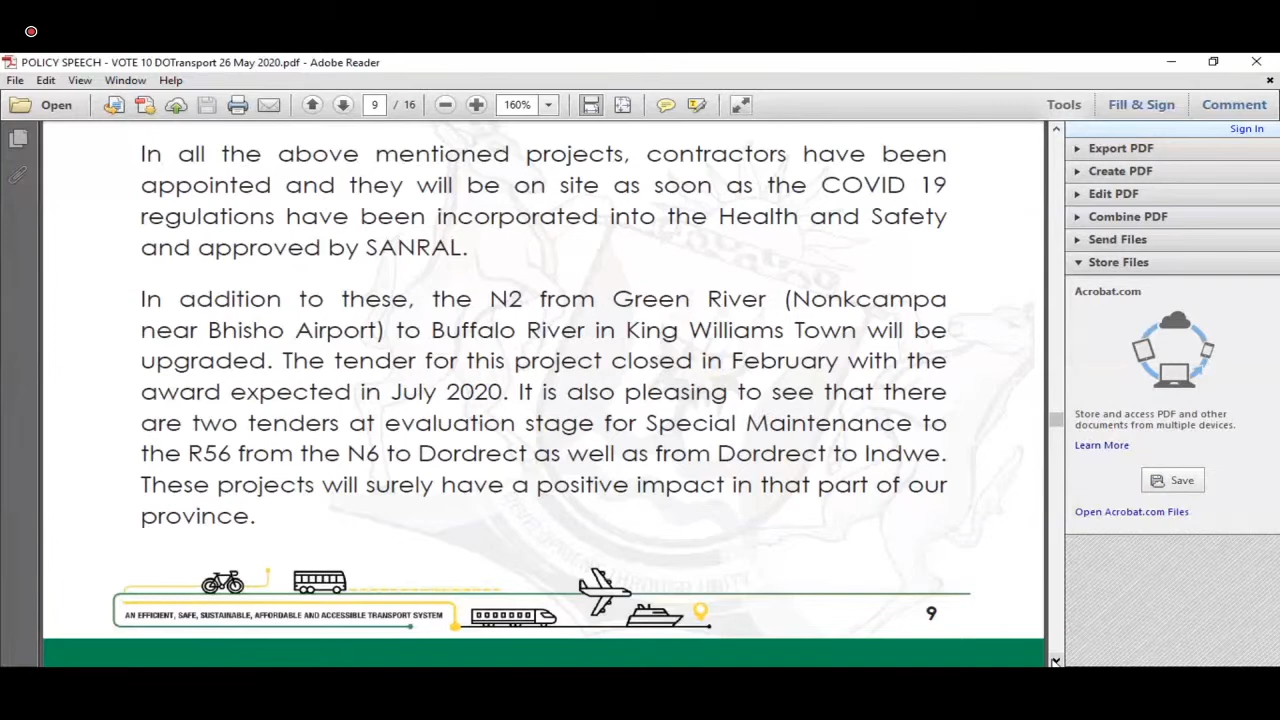 POLICY SPEECH - VOTE 10 DOTransport 26 May 2020.pdf - Adobe Reader
File Edit View Window Help
Open 9 / 16 160% Tools Fill & Sign Comment
Sign In
Export PDF
Create PDF
Edit PDF
Combine PDF
Send Files
Store Files
Acrobat.com
Store and access PDF and other
documents from multiple devices.
Learn More
Save
Open Acrobat.com Files
In all the above mentioned projects, contractors have been
appointed and they will be on site as soon as the COVID 19
regulations have been incorporated into the Health and Safety
and approved by SANRAL.
In addition to these, the N2 from Green River (Nonkcampa
near Bhisho Airport) to Buffalo River in King Williams Town will be
upgraded. The tender for this project closed in February with the
award expected in July 2020. It is also pleasing to see that there
are two tenders at evaluation stage for Special Maintenance to
the R56 from the N6 to Dordrect as well as from Dordrect to Indwe.
These projects will surely have a positive impact in that part of our
province.
AN EFFICIENT, SAFE, SUSTAINABLE, AFFORDABLE AND ACCESSIBLE TRANSPORT SYSTEM
9